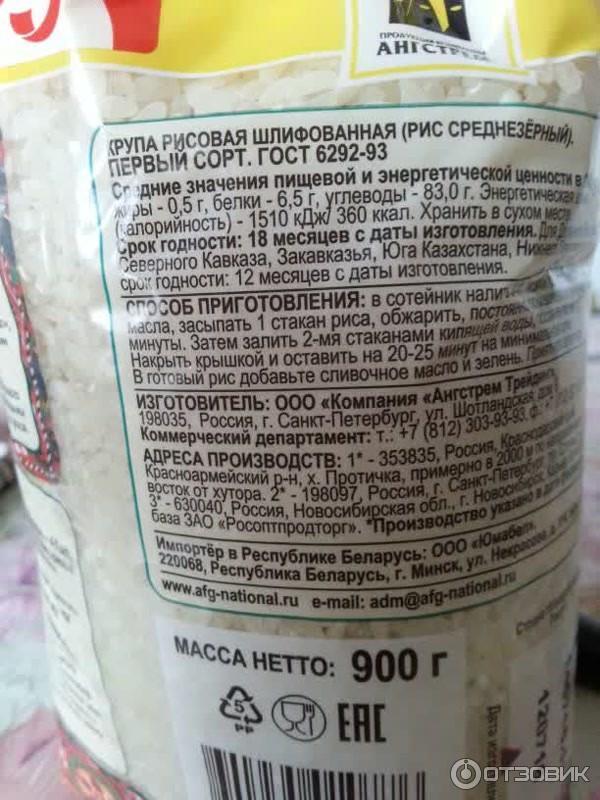 АНГСТРЕМ
КРУПА РИСОВАЯ ШЛИФОВАННАЯ (РИС СРЕДНЕЗЁРНЫЙ).
ПЕРВЫЙ СОРТ. ГОСТ 6292-93
Средние значения пищевой и энергетической ценности в
жиры - 0,5 г, белки - 6,5 г, углеводы - 83,0 г. Энергетическая
(калорийность) - 1510 кДж/ 360 ккал. Хранить в сухом месте
Срок годности: 18 месяцев с даты изготовления. Для
Северного Кавказа, Закавказья, Юга Казахстана,
срок годности: 12 месяцев с даты изготовления.
СПОСОБ ПРИГОТОВЛЕНИЯ: в сотейник
масла, засыпать 1 стакан риса, обжарить,
минуты. Затем залить 2-мя стаканами кипящей воды,
Накрыть крышкой и оставить на 20-25 минут на
В готовый рис добавьте сливочное масло и зелень.
ИЗГОТОВИТЕЛЬ: ООО «Компания «Ангстрем Трейдинг»
198035, Россия, г. Санкт-Петербург, ул. Шотландская,
Коммерческий департамент: т.: +7 (812) 303-93-93,
АДРЕСА ПРОИЗВОДСТВ: 1* - 353835, Россия,
Красноармейский р-н, х. Протичка, примерно в 2000 м по
восток от хутора. 2* - 198097, Россия, г. Санкт-Петербург
3* - 630040, Россия, Новосибирская обл., г. Новосибирск,
база ЗАО «Росоптпродторг». *Производство указано в
Импортёр в Республике Беларусь: ООО «Юмабел»
220068, Республика Беларусь, г. Минск, ул. Некрасова,
www.afg-national.ru e-mail: adm@afg-national.ru
МАССА НЕТТО: 900 г
5
PP
EAC
Дата
ОТЗОВИК